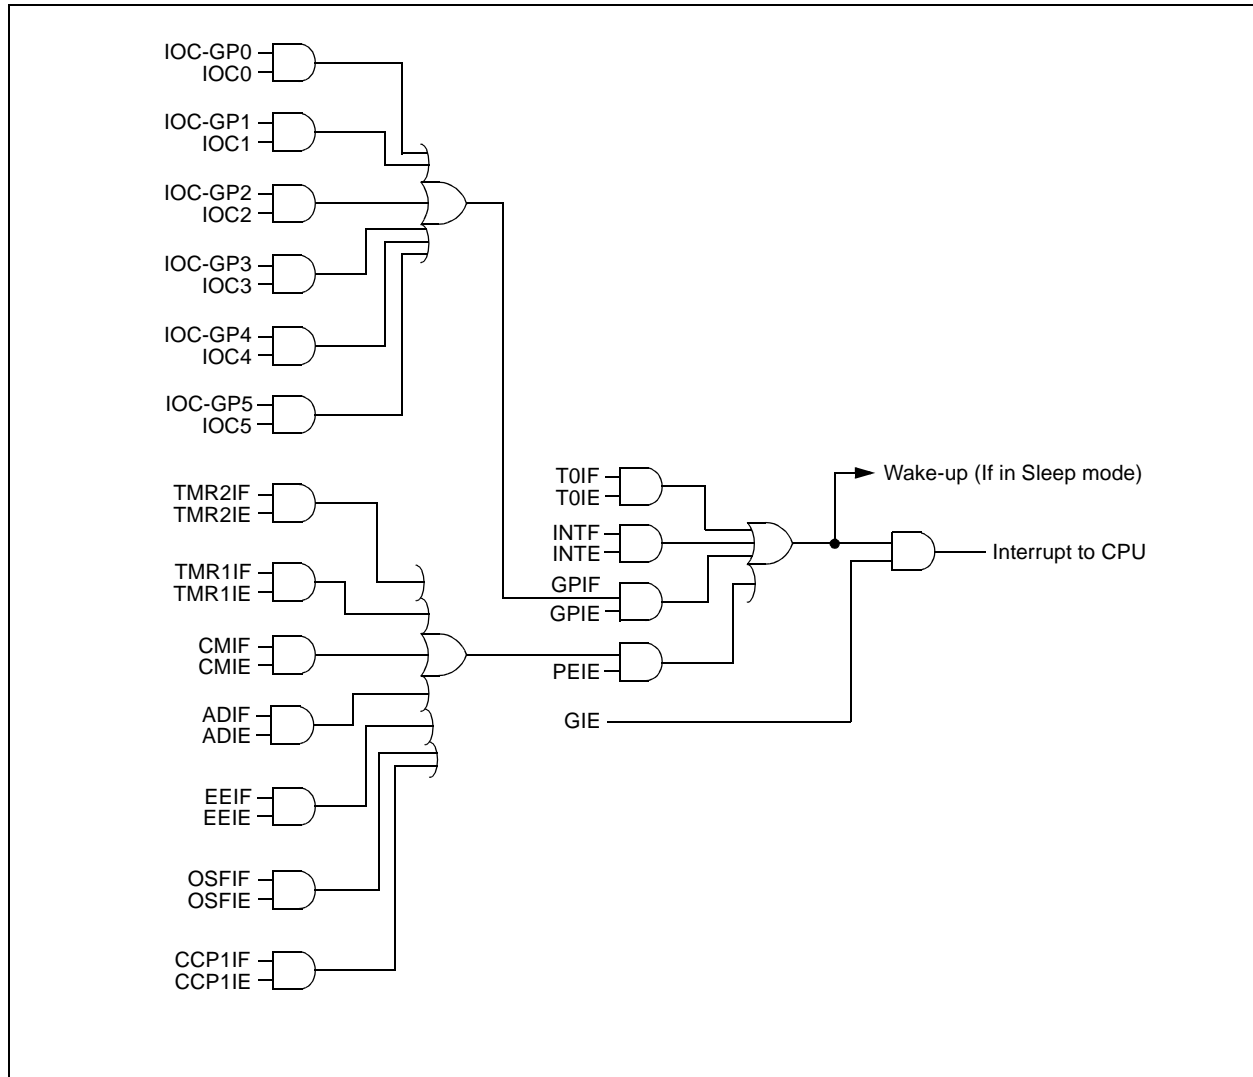 IOC-GP0
IOC0
IOC-GP1
IOC1
IOC-GP2
IOC2
IOC-GP3
IOC3
IOC-GP4
IOC4
IOC-GP5
IOC5
TMR2IF
TMR2IE
TMR1IF
TMR1IE
CMIF
CMIE
ADIF
ADIE
EEIF
EEIE
OSFIF
OSFIE
CCP1IF
CCP1IE
T0IF
T0IE
INTF
INTE
GPIF
GPIE
PEIE
GIE
Wake-up (If in Sleep mode)
Interrupt to CPU